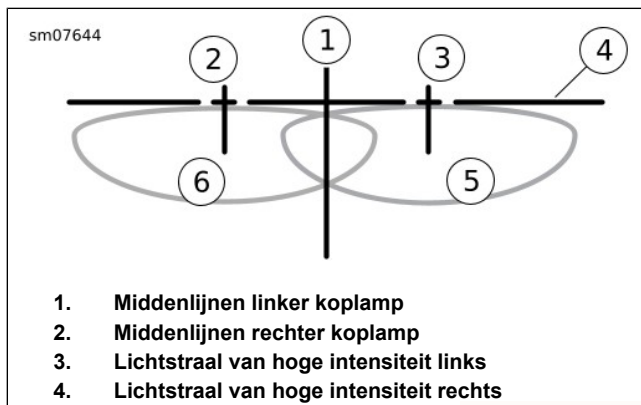 sm07644
1
2
3
4
6
5
1. Middenlijnen linker koplamp
2. Middenlijnen rechter koplamp
3. Lichtstraal van hoge intensiteit links
4. Lichtstraal van hoge intensiteit rechts